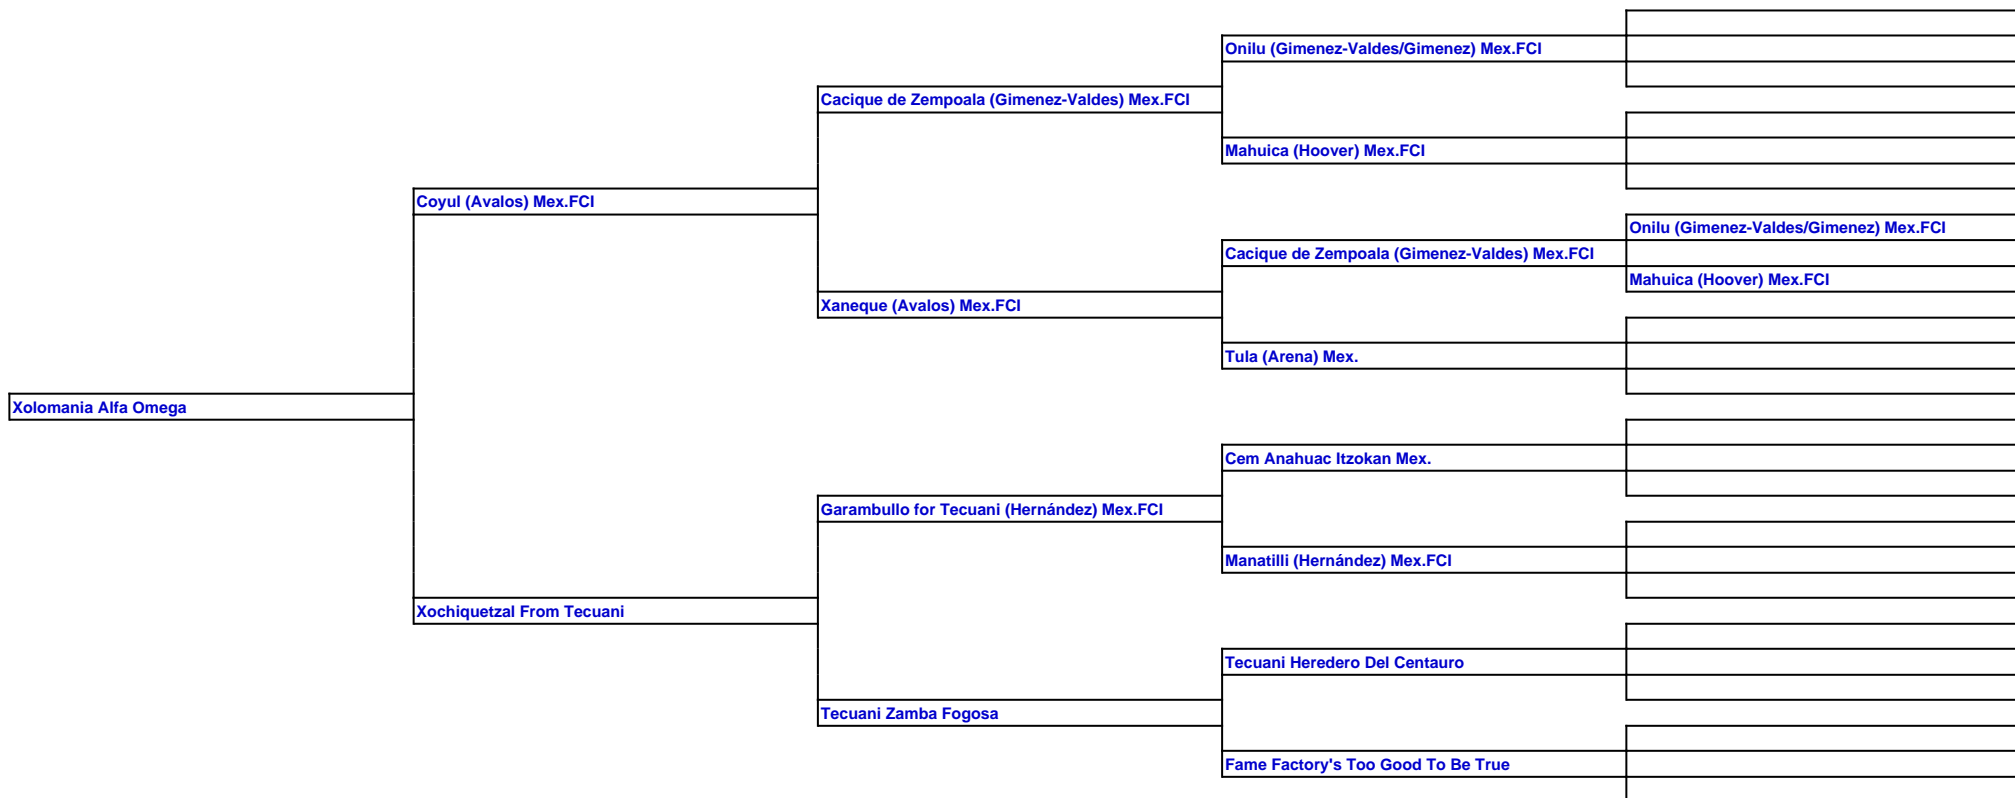 Onilu (Gimenez-Valdes/Gimenez) Mex.FCI
Cacique de Zempoala (Gimenez-Valdes) Mex.FCI
Mahuica (Hoover) Mex.FCI
Coyul (Avalos) Mex.FCI
Onilu (Gimenez-Valdes/Gimenez) Mex.FCI
Cacique de Zempoala (Gimenez-Valdes) Mex.FCI
Mahuica (Hoover) Mex.FCI
Xaneque (Avalos) Mex.FCI
Tula (Arena) Mex.
Xolomania Alfa Omega
Cem Anahuac Itzokan Mex.
Garambullo for Tecuani (Hernández) Mex.FCI
Manatilli (Hernández) Mex.FCI
Xochiquetzal From Tecuani
Tecuani Heredero Del Centauro
Tecuani Zamba Fogosa
Fame Factory's Too Good To Be True